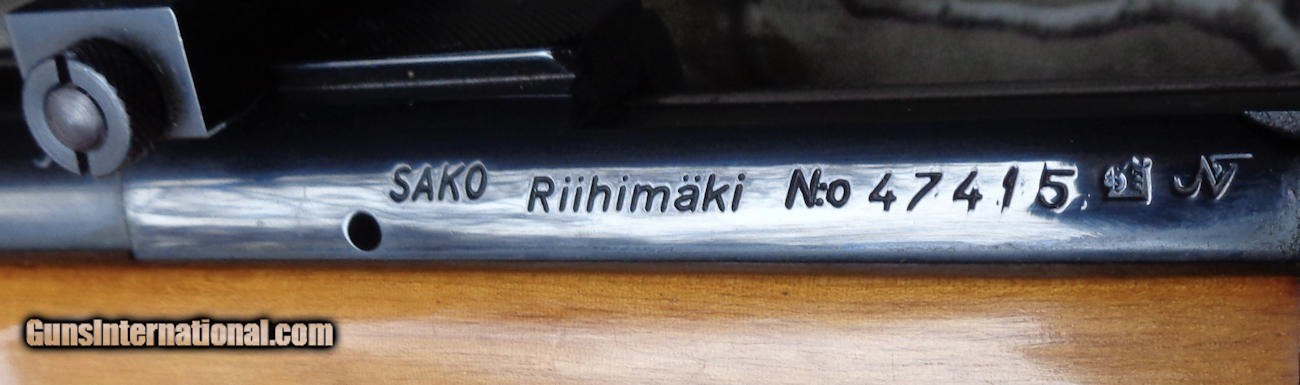 SAKO Riihimäki N:o 47415
GunsInternational.com